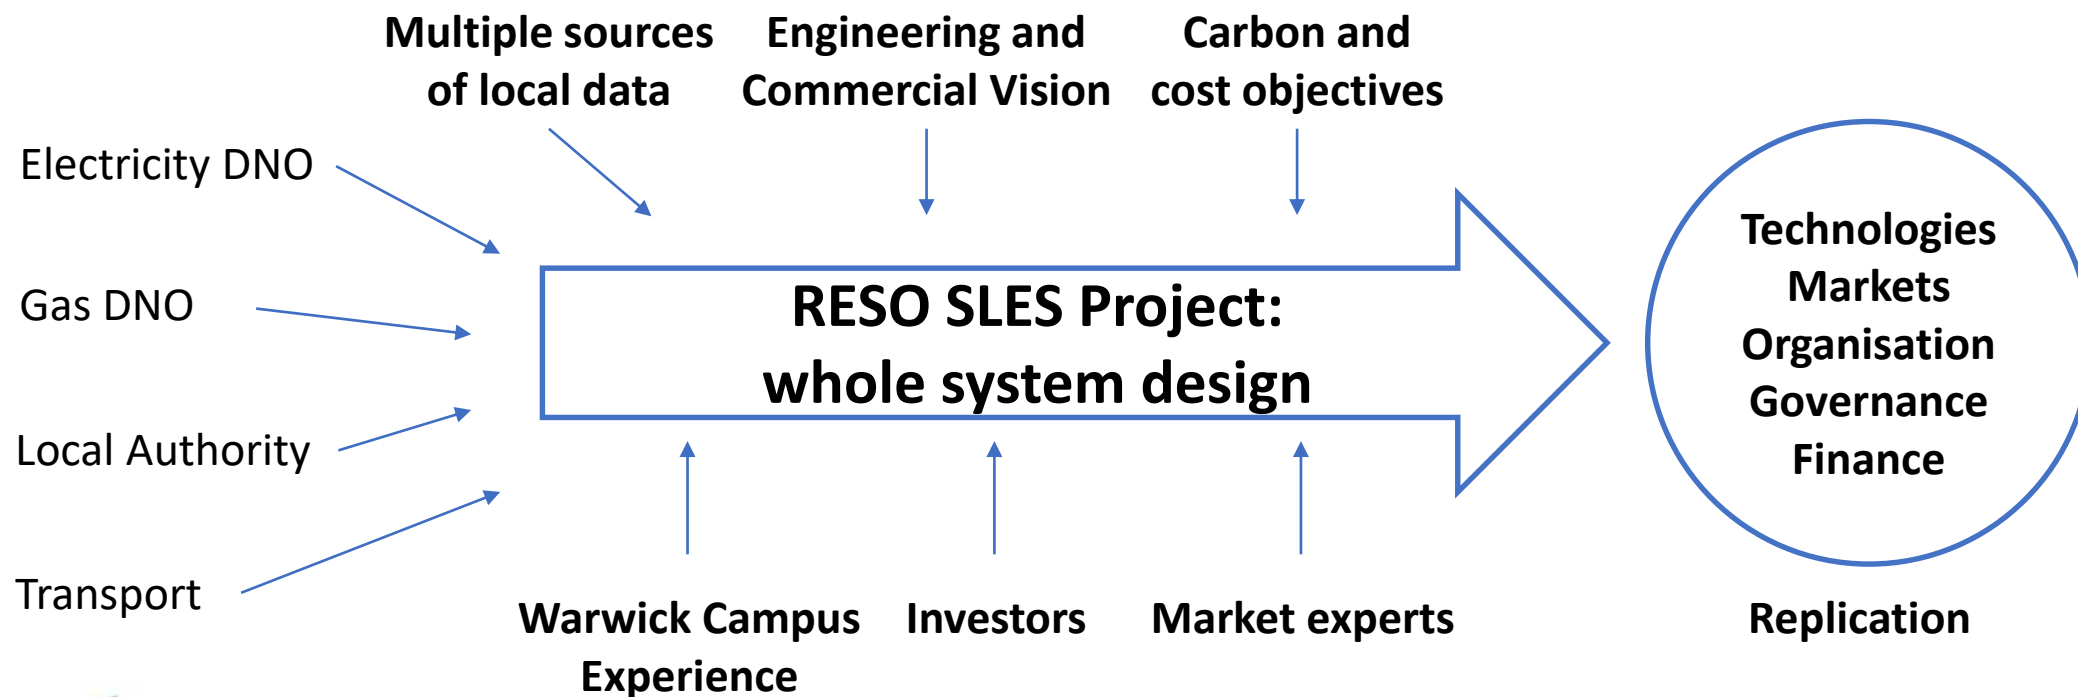 Multiple sources
of local data
Engineering and
Commercial Vision
Carbon and
cost objectives
Electricity DNO
Gas DNO
Local Authority
Transport
RESO SLES Project:
whole system design
Technologies
Markets
Organisation
Governance
Finance
Warwick Campus
Experience
Investors
Market experts
Replication